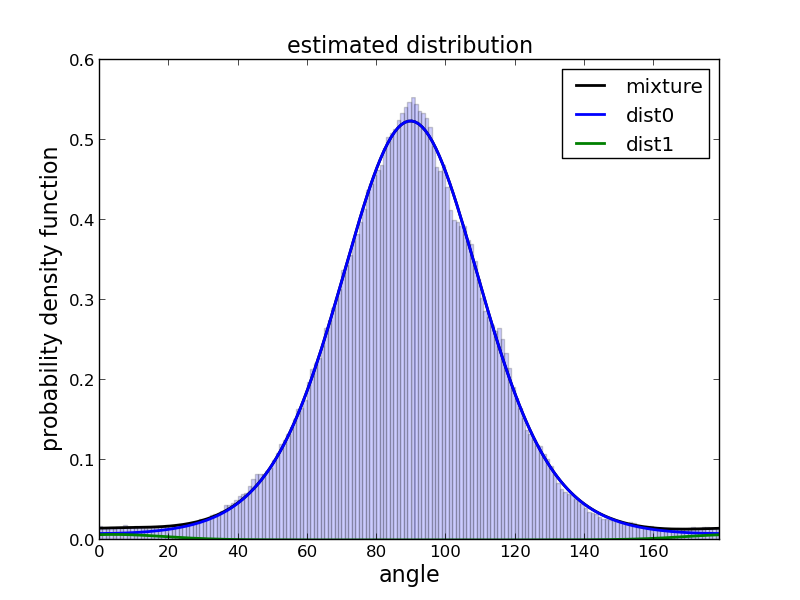 estimated distribution
mixture
dist0
dist1
probability density function
0.6
0.5
0.4
0.3
0.2
0.1
0.0
0 20 40 60 80 100 120 140 160
angle